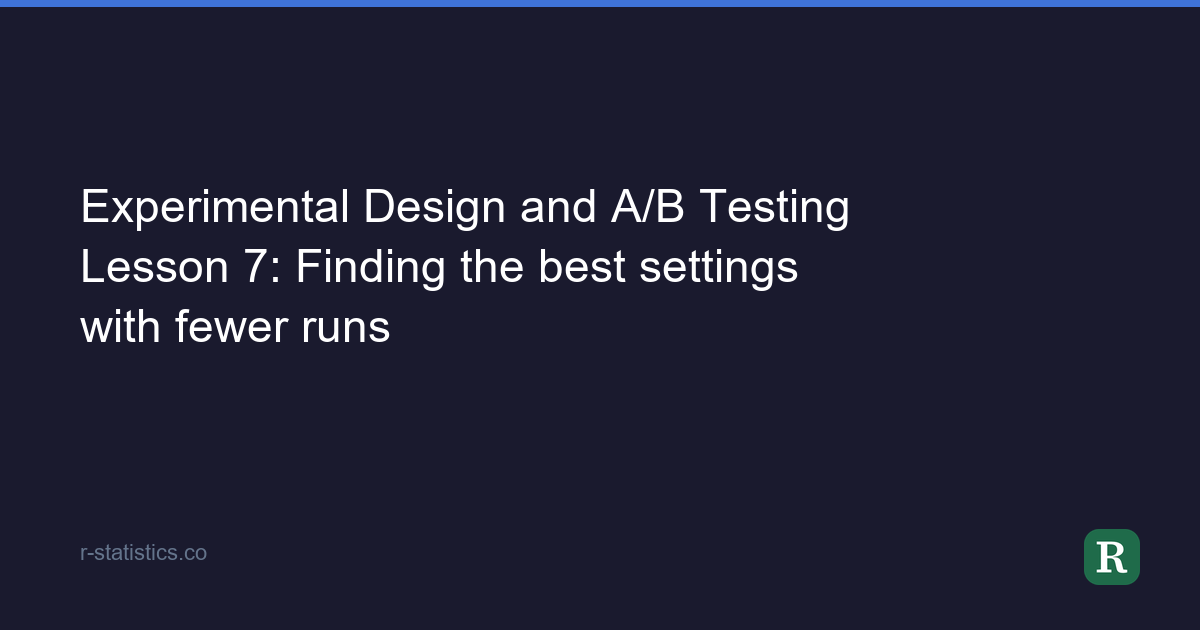 Experimental Design and A/B Testing
Lesson 7: Finding the best settings
with fewer runs
r-statistics.co
R